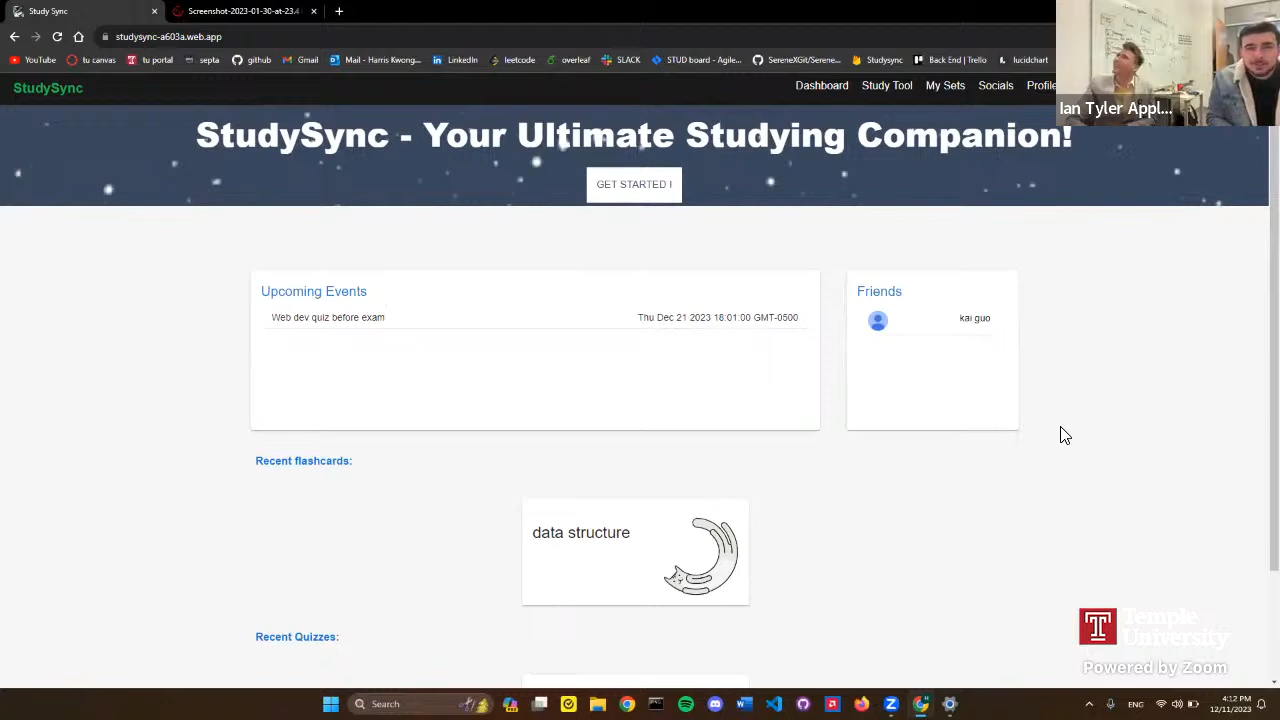 Study Sync
Screenshot-2023-01-30-at-23.4
studysync-a603a.web.app
YouTube
tu canvas
tu portal
septa
github
Gmail
Mail - Harris Kwong...
LinkedIn
leetcode
overleaf
SLACK
STUD board - Agile...
SereneXGit/Serene...
Studysync
Back End | Trello
lucidchart
StudySync
Dashboard
Study Tool
My Sets
Socials
Profile
Ian Tyler Appl...
StudySync - Your Ultimate Studying Companion!
GET STARTED !
Upcoming Events
Web dev quiz before exam
Thu Dec 21 2023 18:01:00 GMT-0500
Friends
kai guo
Recent flashcards:
data structure
Recent Quizzes:
Temple
University
Powered by Zoom
Search
ENG
4:12 PM
12/11/2023